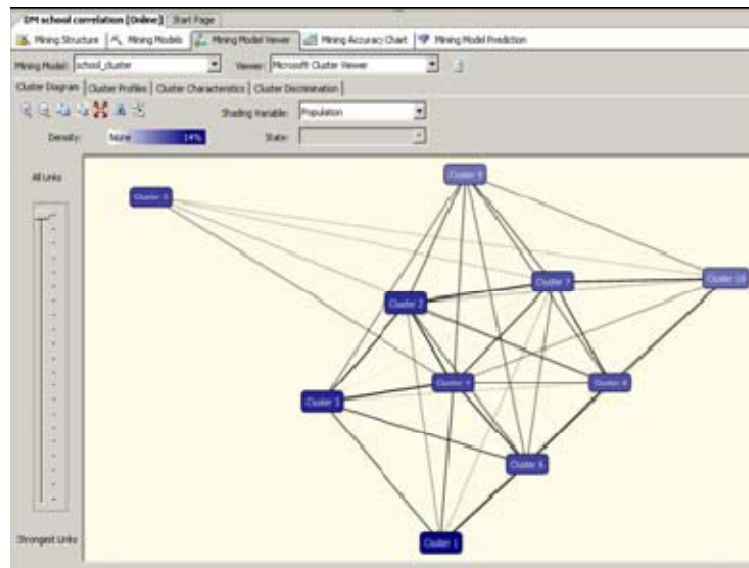 DM school correlation [Online] Start Page
Mining Structure Mining Models Mining Model Viewer Mining Accuracy Chart Mining Model Prediction
Mining Model: school_cluster Viewer: Microsoft Cluster Viewer
Cluster Diagram Cluster Profiles Cluster Characteristics Cluster Discrimination
Shading Variable: Population
Density: None 14% State:
All Links
Cluster 9
Cluster
Cluster 7
Cluster 10
Cluster 2
Cluster 4
Cluster 8
Cluster 3
Cluster 6
Cluster 1
Strongest Links